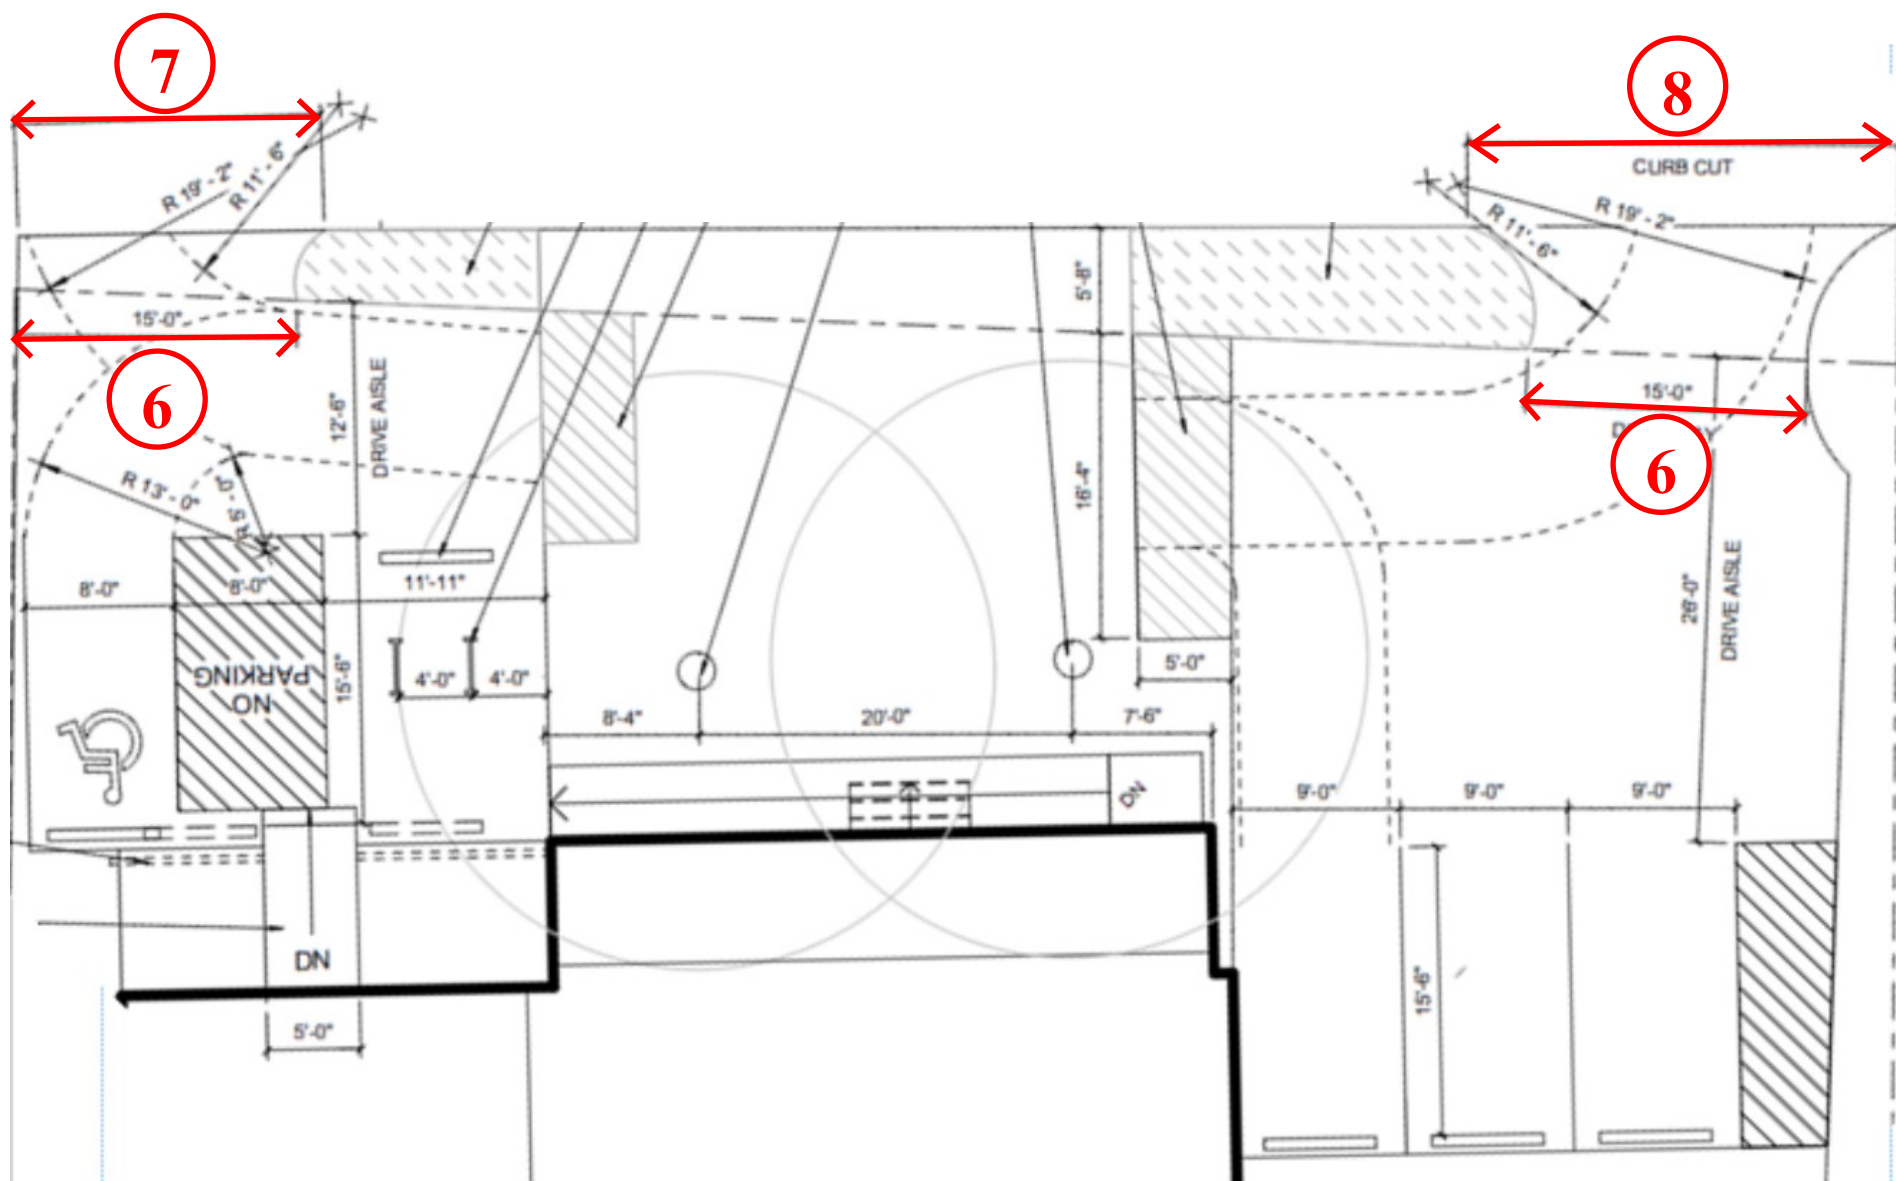 7
8
CURB CUT
R 19' - 2"
R 11' - 6"
R 19' - 2"
R 11' - 6"
5'-8"
15'-0"
6
12'-6"
DRIVE AISLE
15'-0"
6
R 13' - 0"
R 5' - 0"
16'-4"
8'-0"
8'-0"
11'-11"
26'-0"
DRIVE AISLE
NO
PARKING
15'-6"
4'-0"
4'-0"
5'-0"
8'-4"
20'-0"
7'-6"
DN
9'-0"
9'-0"
9'-0"
DN
15'-6"
5'-0"